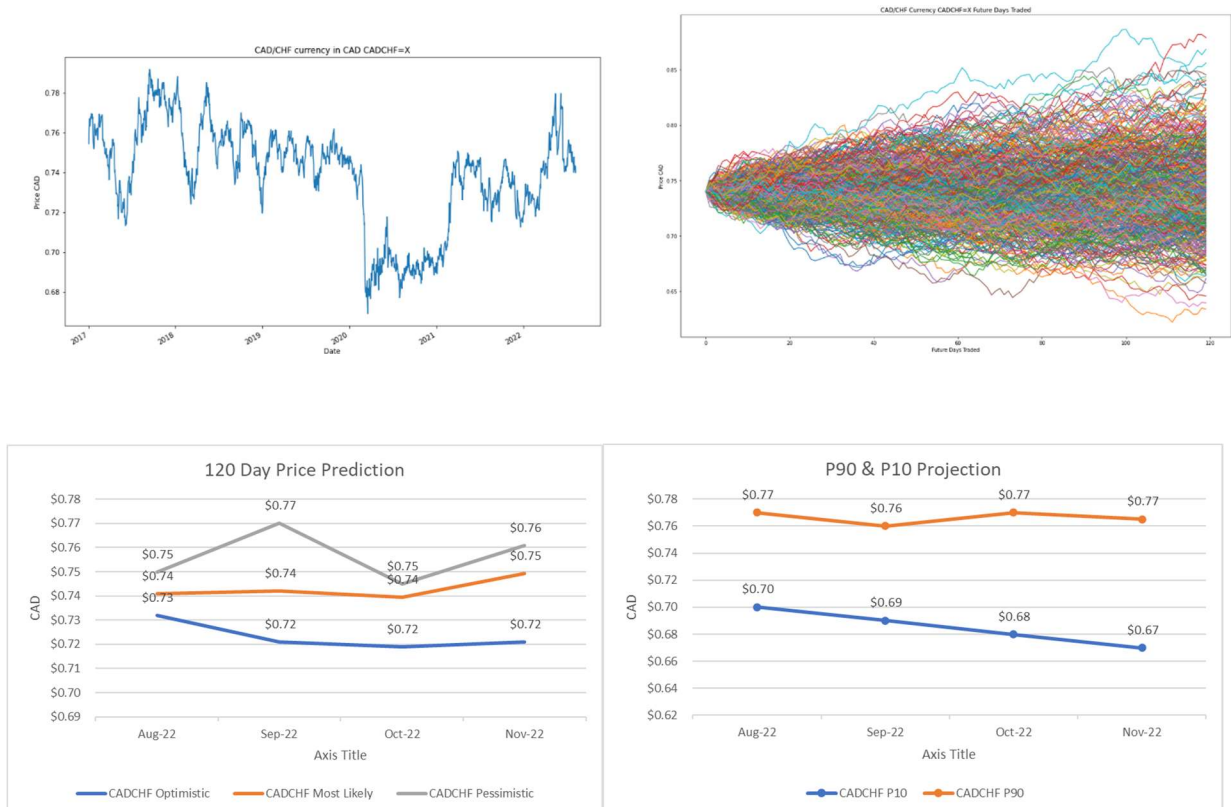 CAD/CHF currency in CAD CADCHF=X
Price CAD
0.78
0.76
0.74
0.72
0.70
0.68
2017
2018
2019
2020
2021
2022
Date
CAD/CHF Currency CADCHF=X Future Days Traded
Price CAD
0.85
0.80
0.75
0.70
0.65
0
20
40
60
80
100
120
Future Days Traded
120 Day Price Prediction
CAD
$0.78
$0.77
$0.76
$0.75
$0.74
$0.73
$0.72
$0.71
$0.70
$0.69
$0.75
$0.77
$0.75
$0.76
$0.74
$0.74
$0.74
$0.75
$0.73
$0.72
$0.72
$0.72
Aug-22
Sep-22
Oct-22
Nov-22
Axis Title
CADCHF Optimistic
CADCHF Most Likely
CADCHF Pessimistic
P90 & P10 Projection
CAD
$0.78
$0.76
$0.74
$0.72
$0.70
$0.68
$0.66
$0.64
$0.62
$0.77
$0.76
$0.77
$0.77
$0.70
$0.69
$0.68
$0.67
Aug-22
Sep-22
Oct-22
Nov-22
Axis Title
CADCHF P10
CADCHF P90